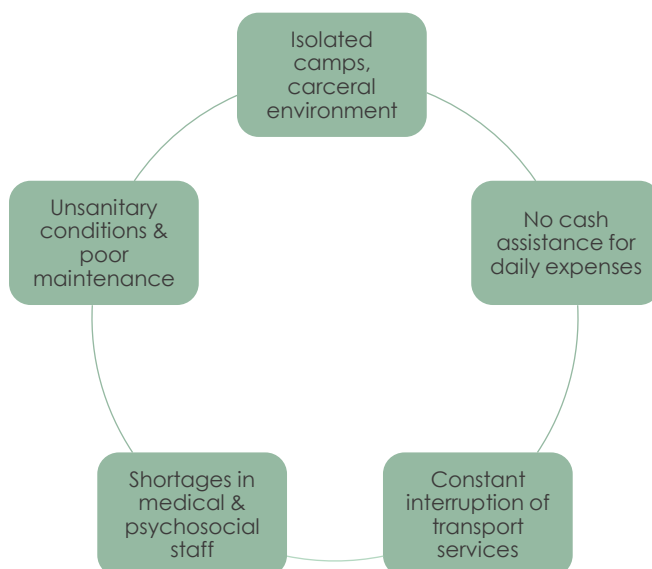 Isolated
camps,
carceral
environment
No cash
assistance for
daily expenses
Constant
interruption of
transport
services
Shortages in
medical &
psychosocial
staff
Unsanitary
conditions &
poor
maintenance